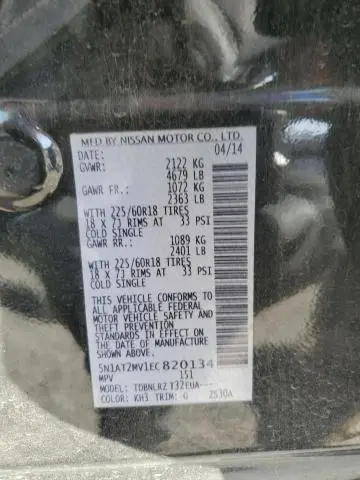 MFD BY NISSAN MOTOR CO., LTD.
DATE: 04/14
GVWR: 2122 KG
4679 LB
GAWR FR.: 1072 KG
2363 LB
WITH 225/60R18 TIRES
18 X 7J RIMS AT 33 PSI
COLD SINGLE
GAWR RR.: 1089 KG
2401 LB
WITH 225/60R18 TIRES
18 X 7J RIMS AT 33 PSI
COLD SINGLE
THIS VEHICLE CONFORMS TO
ALL APPLICABLE FEDERAL
MOTOR VEHICLE SAFETY
AND THEFT PREVENTION
STANDARDS IN EFFECT ON
THE DATE OF MANUFACTURE
SHOWN ABOVE.
5N1AT2MV1EC820134
MPV 151
MODEL: TDBNLRZ T32EUA---
COLOR: KH3 TRIM: G ZS30A